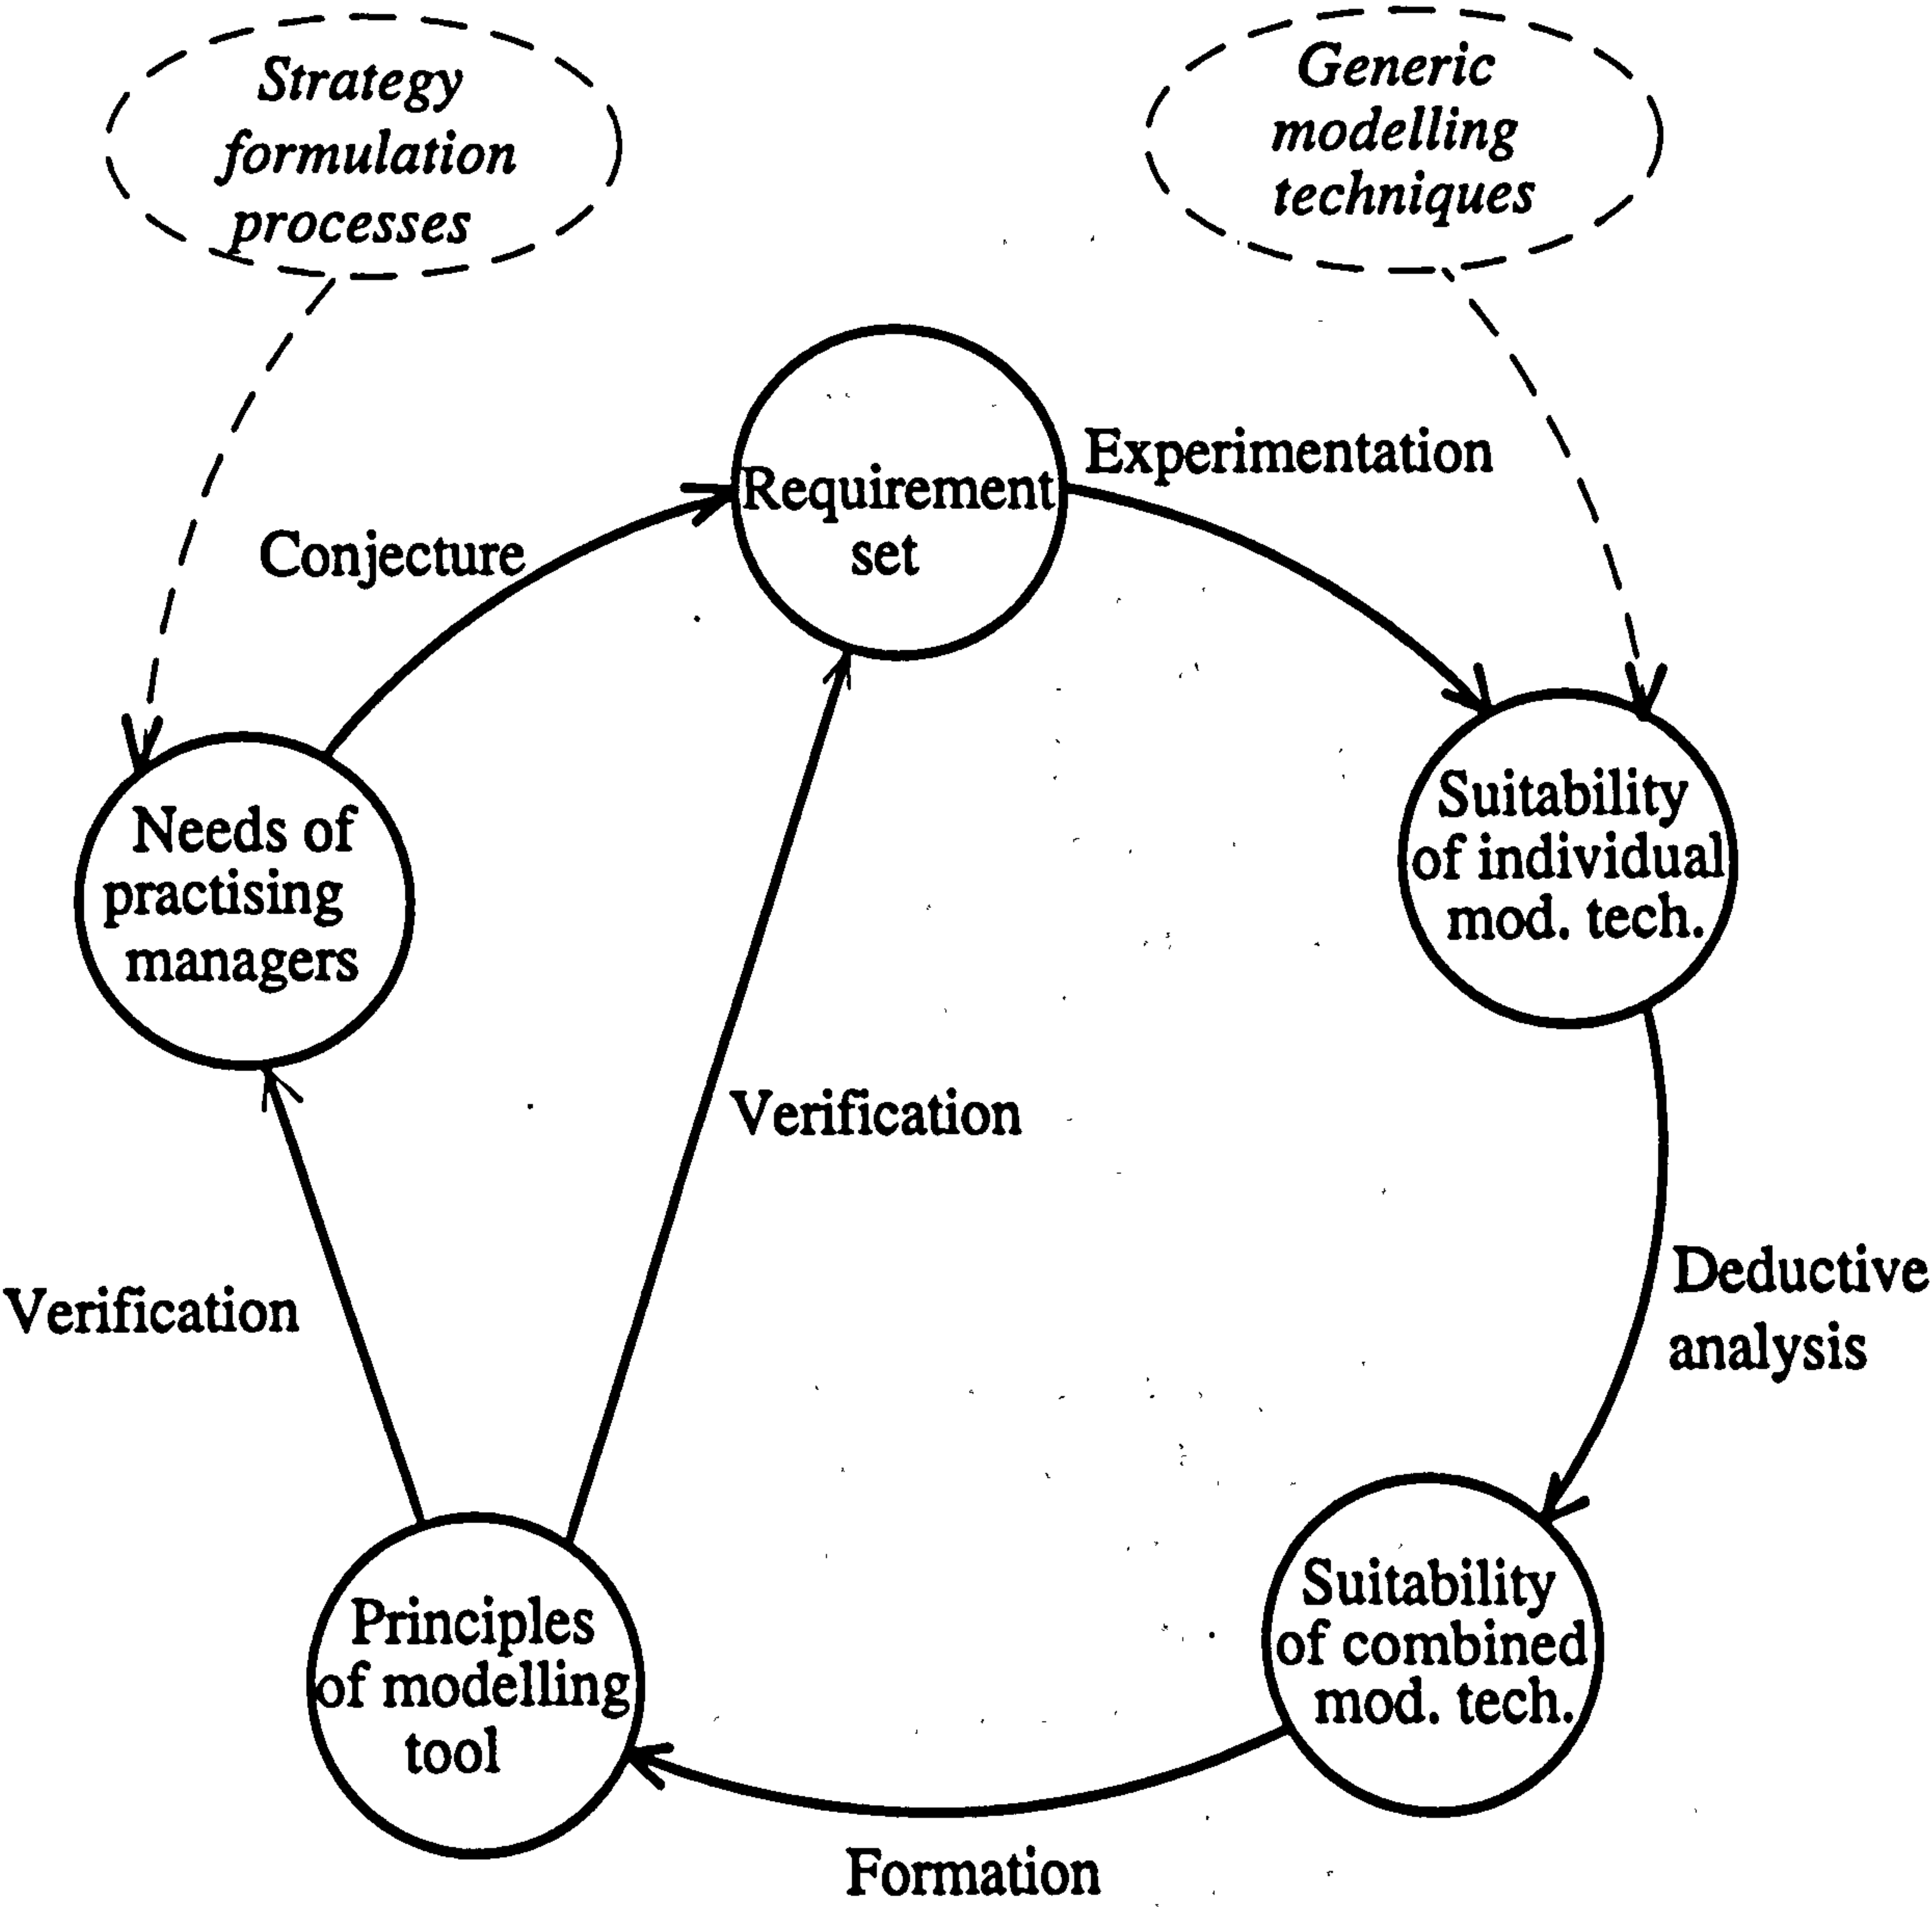 Strategy
formulation
processes
Generic
modelling
techniques
Requirement
set
Experimentation
Conjecture
Needs of
practising
managers
Suitability
of individual
mod. tech.
Verification
Verification
Deductive
analysis
Principles
of modelling
tool
Suitability
of combined
mod. tech.
Formation